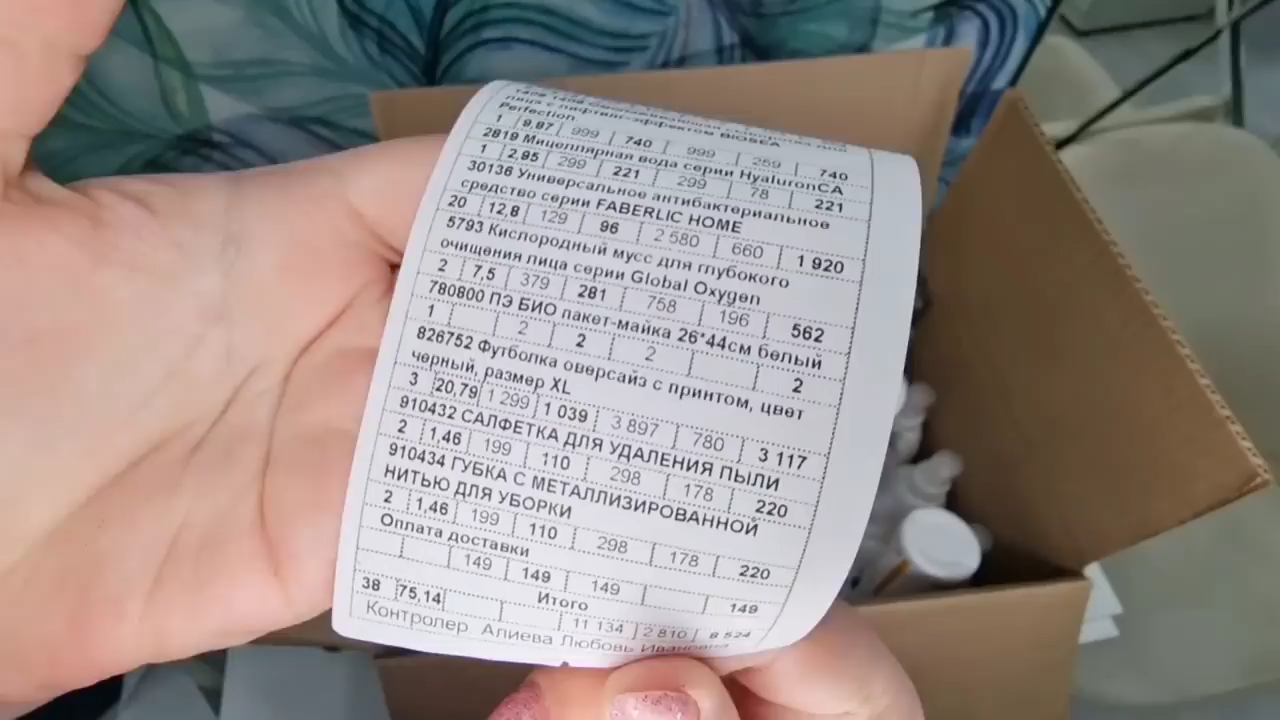 лица с лифтинг-эффектом BIOSEA
Perfection
1 9,87 999 740 999 259 740
2819 Мицеллярная вода серии HyaluronCA
1 2,95 299 221 299 78 221
30136 Универсальное антибактериальное
средство серии FABERLIC HOME
20 12,8 129 96 2 580 660 1 920
5793 Кислородный мусс для глубокого
очищения лица серии Global Oxygen
2 7,5 379 281 758 196 562
780800 ПЭ БИО пакет-майка 26*44см белый
1 2 2 2 2
826752 Футболка оверсайз с принтом, цвет
черный, размер XL
3 20,79 1 299 1 039 3 897 780 3 117
910432 САЛФЕТКА ДЛЯ УДАЛЕНИЯ ПЫЛИ
2 1,46 199 110 298 178 220
910434 ГУБКА С МЕТАЛЛИЗИРОВАННОЙ
НИТЬЮ ДЛЯ УБОРКИ
2 1,46 199 110 298 178 220
Оплата доставки
149 149 149 149
Итого
38 75,14 11 134 2 810 8 524
Контролер Алиева Любовь Ивановна